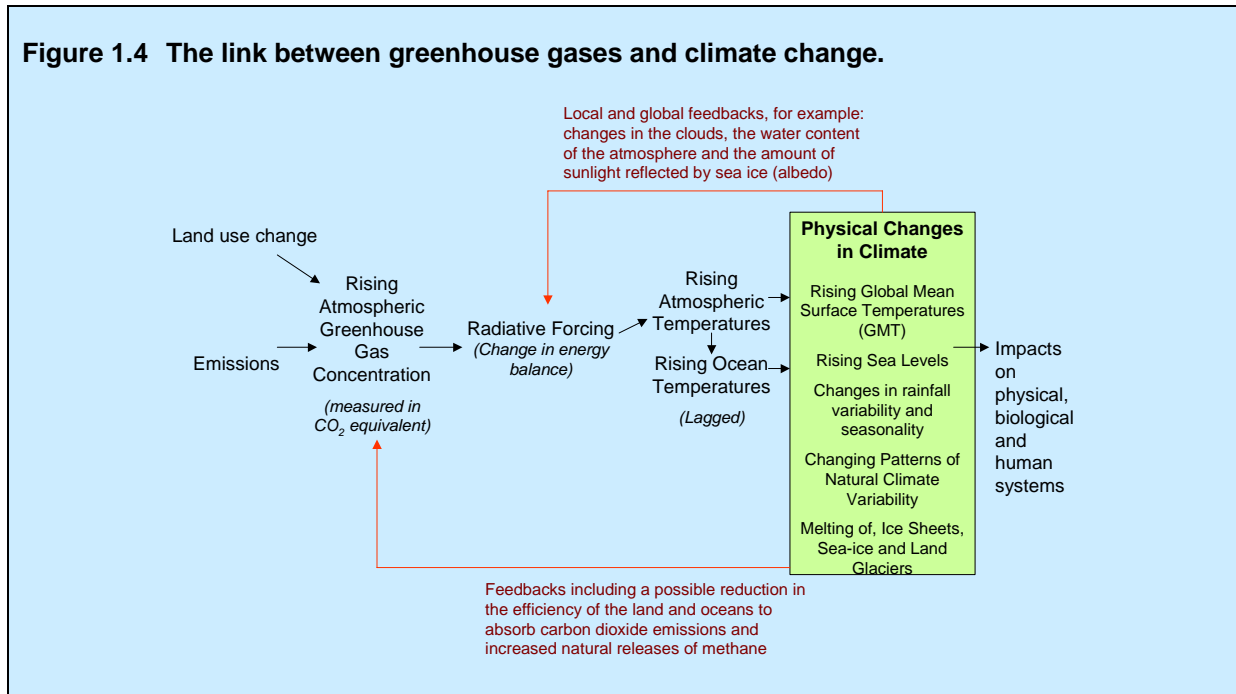 Figure 1.4 The link between greenhouse gases and climate change.
Local and global feedbacks, for example:
changes in the clouds, the water content
of the atmosphere and the amount of
sunlight reflected by sea ice (albedo)
Land use change
Emissions
Rising
Atmospheric
Greenhouse
Gas
Concentration
(measured in
CO₂ equivalent)
Radiative Forcing
(Change in energy
balance)
Rising
Atmospheric
Temperatures
Rising Ocean
Temperatures
(Lagged)
Physical Changes
in Climate
Rising Global Mean
Surface Temperatures
(GMT)
Rising Sea Levels
Changes in rainfall
variability and
seasonality
Changing Patterns of
Natural Climate
Variability
Melting of, Ice Sheets,
Sea-ice and Land
Glaciers
Impacts
on
physical,
biological
and
human
systems
Feedbacks including a possible reduction in
the efficiency of the land and oceans to
absorb carbon dioxide emissions and
increased natural releases of methane